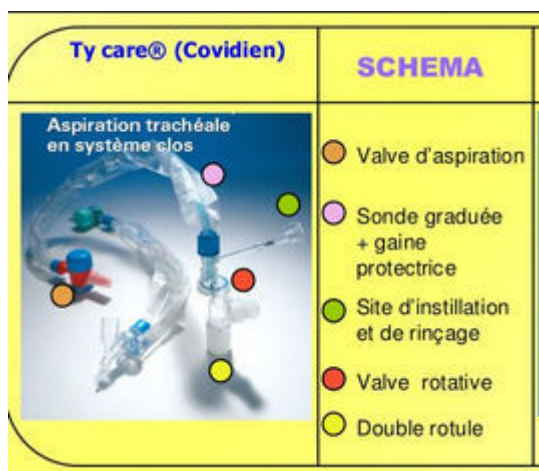 Ty care® (Covidien)
SCHEMA
Aspiration trachéale
en système clos
Valve d'aspiration
Sonde graduée
+ gaine
protectrice
Site d'instillation
et de rinçage
Valve rotative
Double rotule